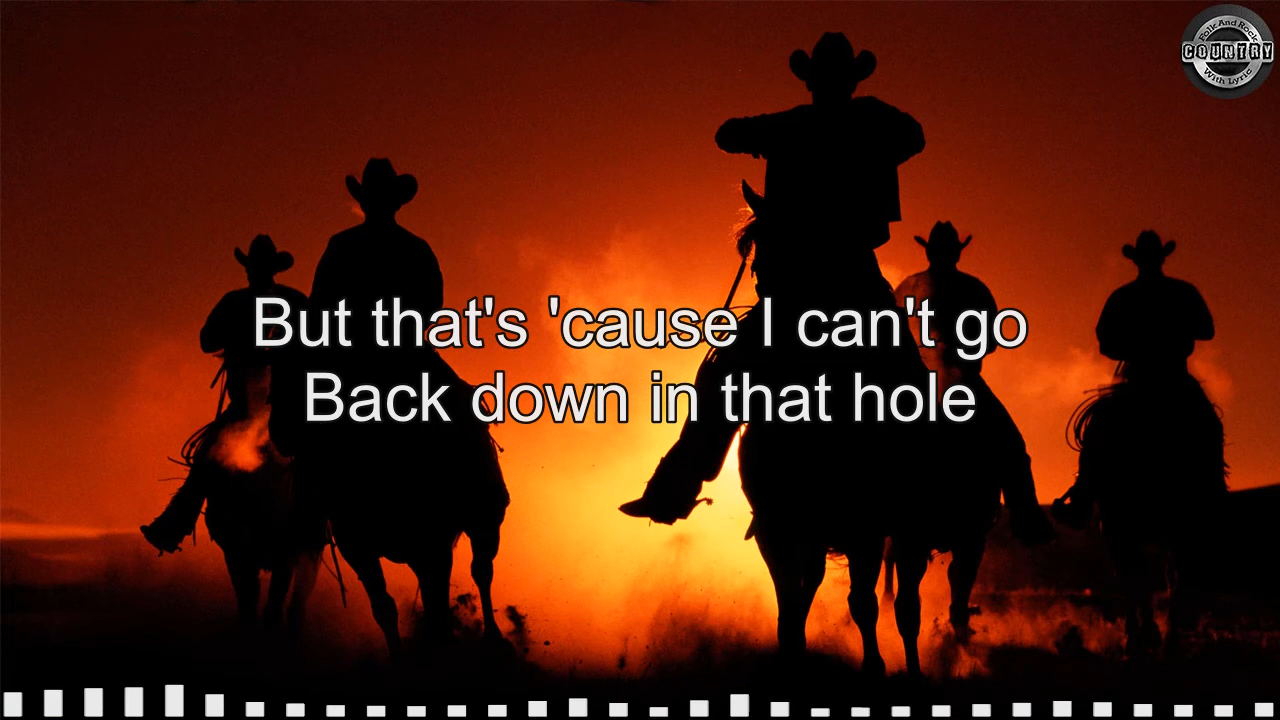 Folk And Rock
COUNTRY
With Lyric
But that's 'cause I can't go
Back down in that hole